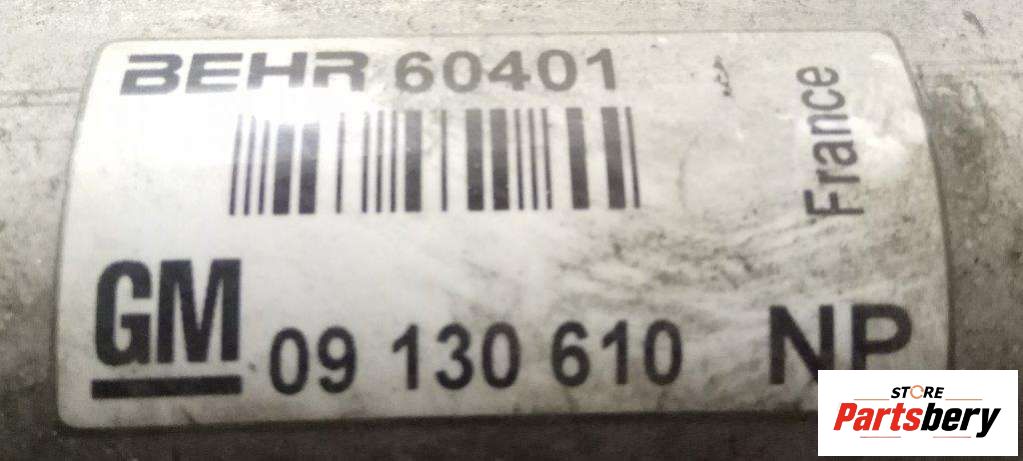 BEHR 60401
France
GM 09 130 610 NP
STORE
Partsbery